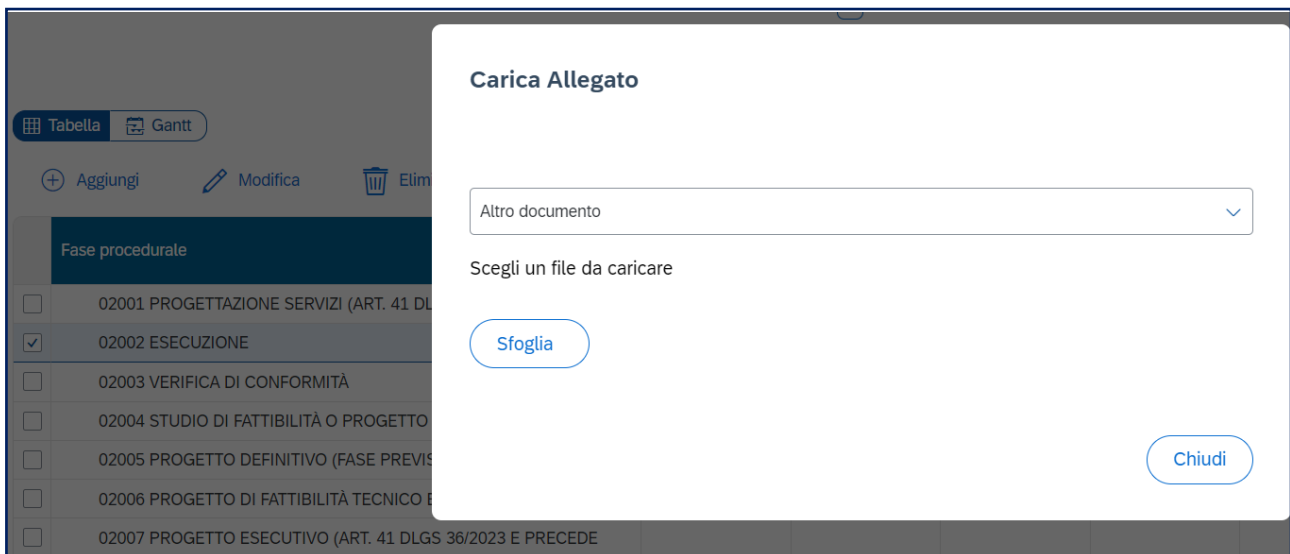 Carica Allegato
Tabella Gantt
Aggiungi Modifica Elim
Altro documento
Fase procedurale
Scegli un file da caricare
02001 PROGETTAZIONE SERVIZI (ART. 41 DL
Sfoglia
02002 ESECUZIONE
02003 VERIFICA DI CONFORMITÀ
02004 STUDIO DI FATTIBILITÀ O PROGETTO
02005 PROGETTO DEFINITIVO (FASE PREVIS
Chiudi
02006 PROGETTO DI FATTIBILITÀ TECNICO E
02007 PROGETTO ESECUTIVO (ART. 41 DLGS 36/2023 E PRECEDE